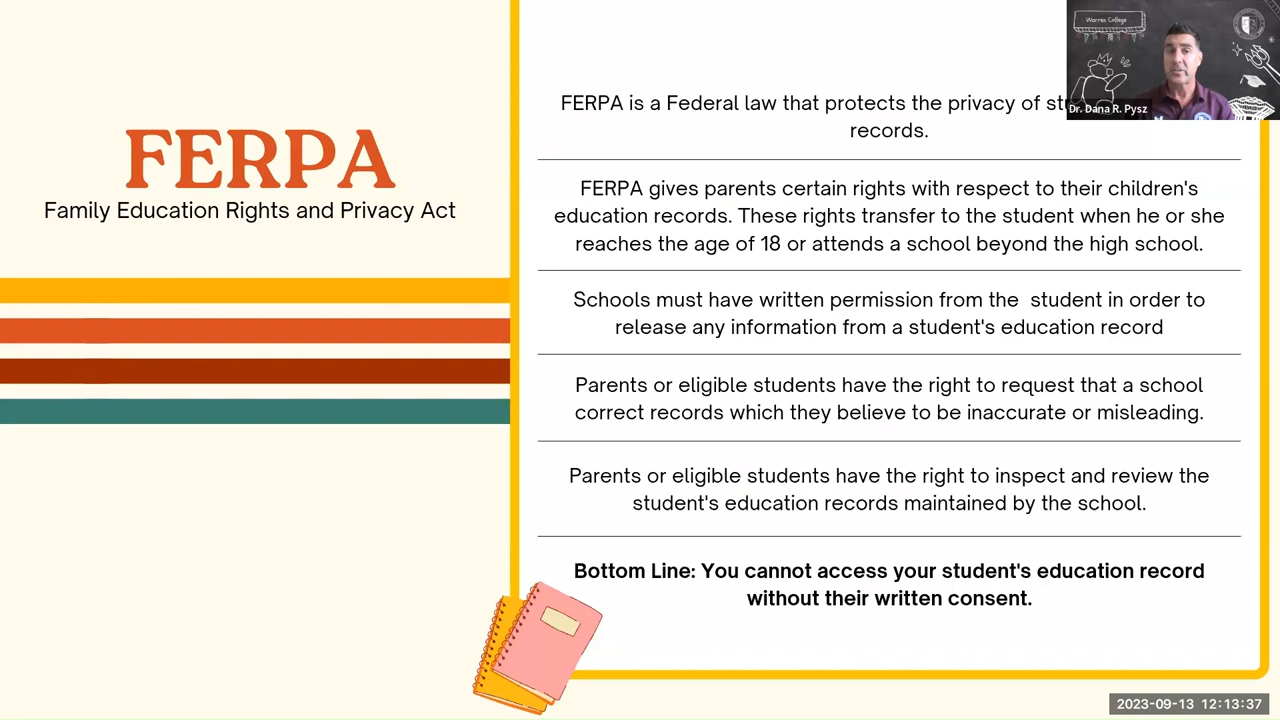 FERPA
Family Education Rights and Privacy Act
FERPA is a Federal law that protects the privacy of
records.
FERPA gives parents certain rights with respect to their children's
education records. These rights transfer to the student when he or she
reaches the age of 18 or attends a school beyond the high school.
Schools must have written permission from the student in order to
release any information from a student's education record
Parents or eligible students have the right to request that a school
correct records which they believe to be inaccurate or misleading.
Parents or eligible students have the right to inspect and review the
student's education records maintained by the school.
Bottom Line: You cannot access your student's education record
without their written consent.
Warren College
Dr. Dana R. Pysz
2023-09-13 12:13:37